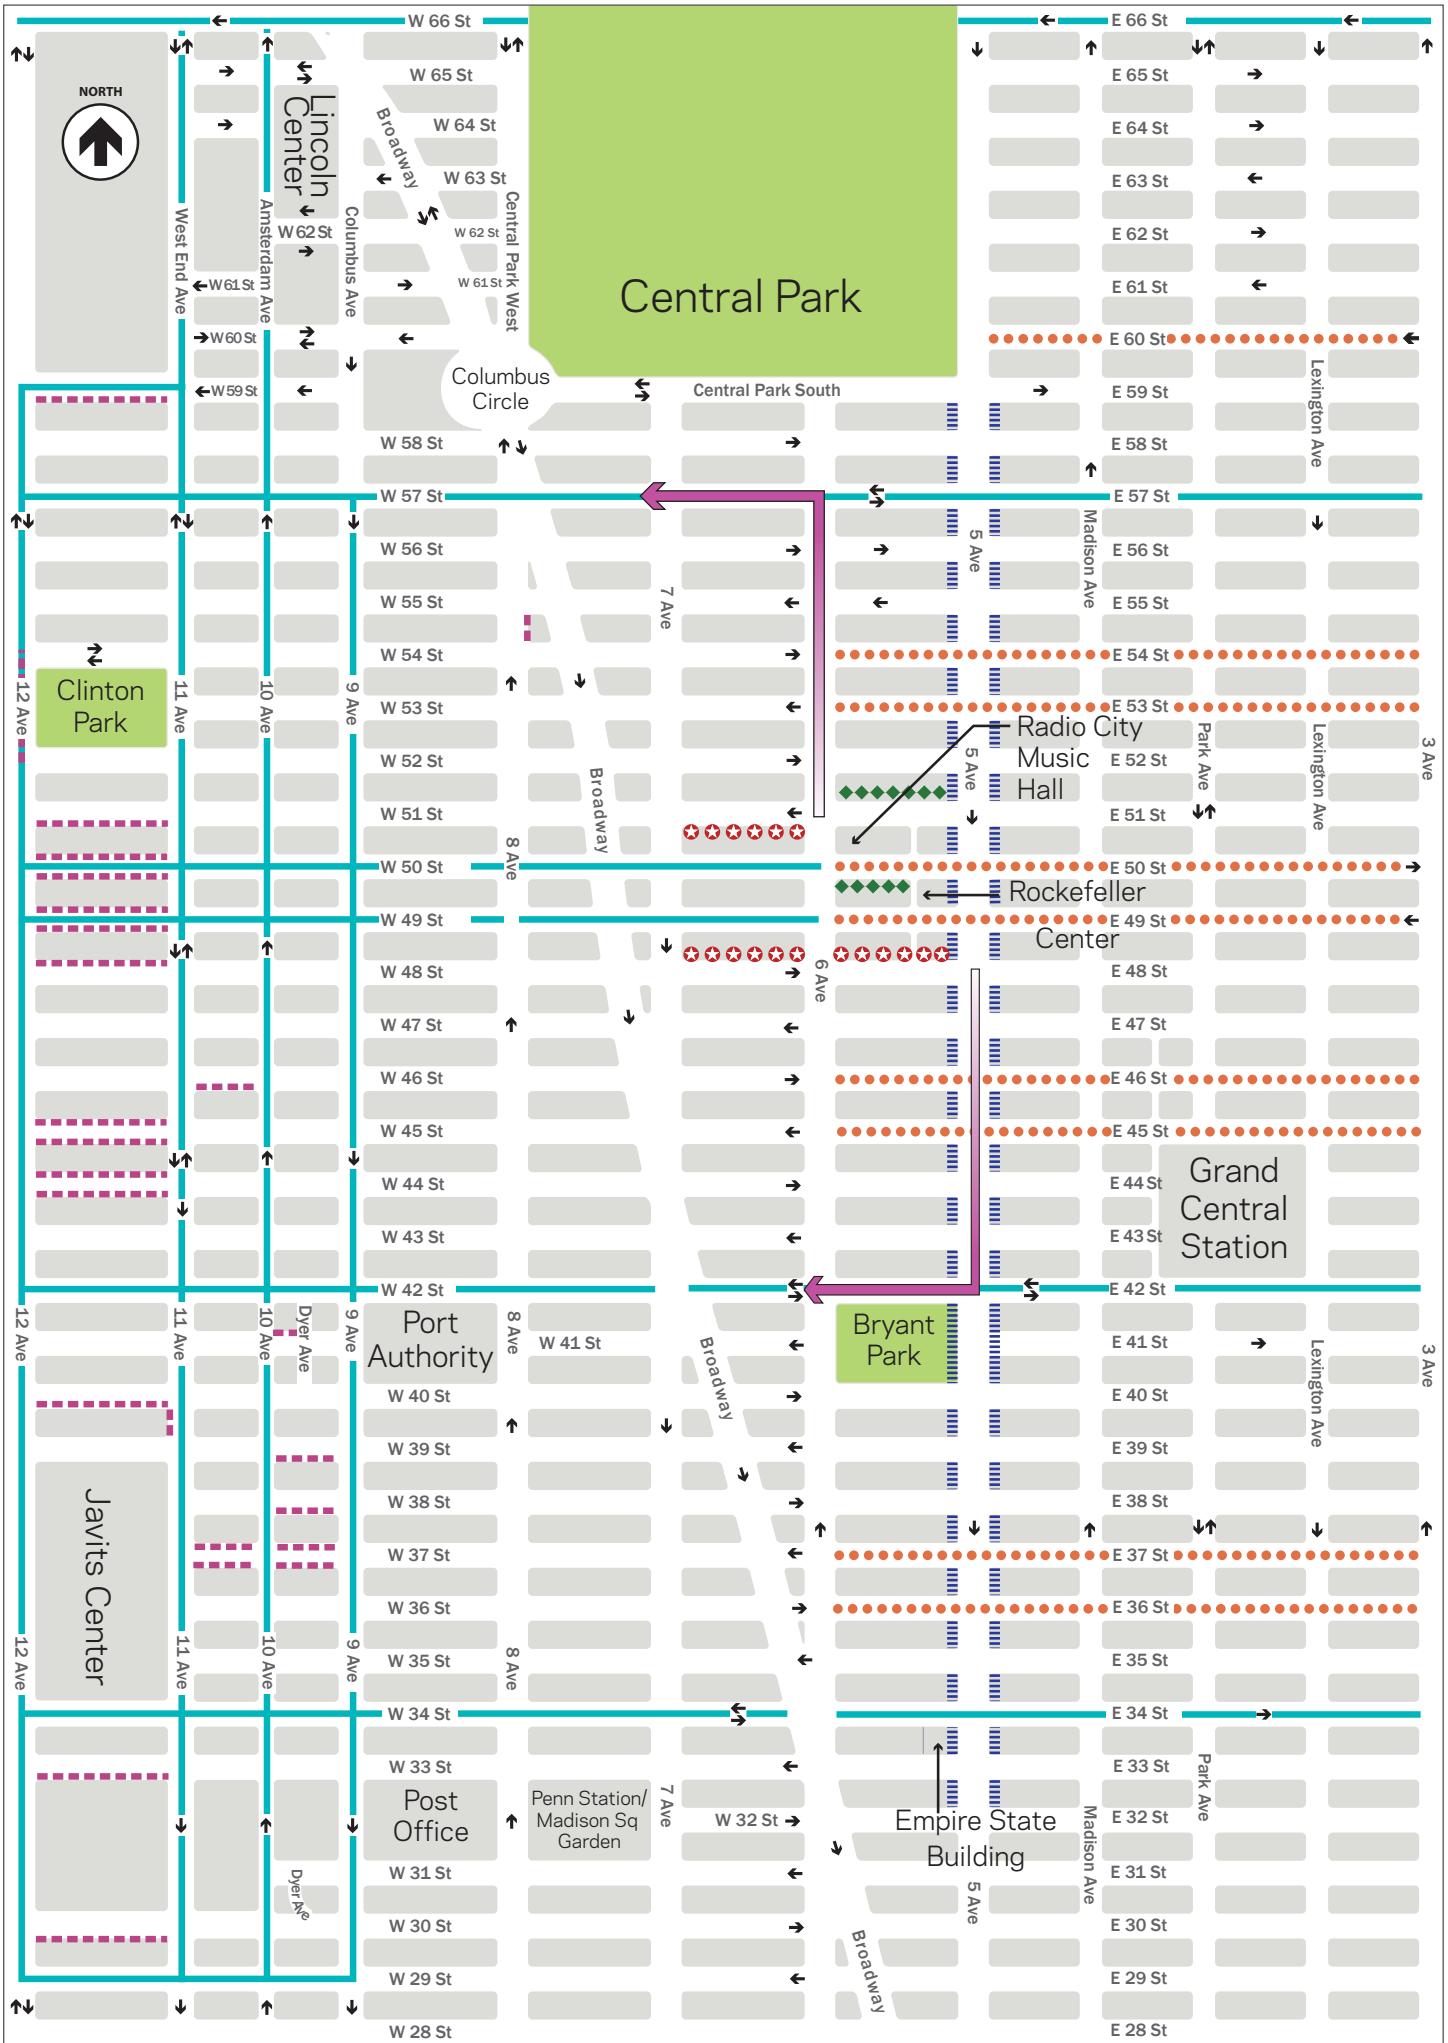 W 66 St
E 66 St
W 65 St
E 65 St
NORTH
Lincoln
Center
Broadway
W 64 St
E 64 St
W 63 St
E 63 St
West End Ave
Amsterdam Ave
Columbus Ave
Central Park West
W 62 St
W 62 St
E 62 St
Central Park
W 61 St
W 61 St
E 61 St
W 60 St
E 60 St
Columbus
Circle
W 59 St
Central Park South
E 59 St
Lexington Ave
W 58 St
E 58 St
W 57 St
E 57 St
5 Ave
Madison Ave
W 56 St
E 56 St
7 Ave
W 55 St
E 55 St
W 54 St
E 54 St
12 Ave
Clinton
Park
11 Ave
10 Ave
9 Ave
W 53 St
E 53 St
Radio City
Music
Hall
5 Ave
Park Ave
Lexington Ave
3 Ave
W 52 St
E 52 St
Broadway
W 51 St
E 51 St
8 Ave
W 50 St
E 50 St
Rockefeller
Center
W 49 St
E 49 St
6 Ave
W 48 St
E 48 St
W 47 St
E 47 St
W 46 St
E 46 St
W 45 St
E 45 St
Grand
Central
Station
W 44 St
E 44 St
W 43 St
E 43 St
W 42 St
E 42 St
12 Ave
11 Ave
10 Ave
Dyer Ave
9 Ave
Port
Authority
8 Ave
W 41 St
Broadway
Bryant
Park
E 41 St
Lexington Ave
3 Ave
W 40 St
E 40 St
W 39 St
E 39 St
Javits Center
W 38 St
E 38 St
W 37 St
E 37 St
W 36 St
E 36 St
12 Ave
11 Ave
10 Ave
9 Ave
W 35 St
8 Ave
E 35 St
W 34 St
E 34 St
W 33 St
E 33 St
Park Ave
Post
Office
Penn Station/
Madison Sq
Garden
7 Ave
W 32 St
Empire State
Building
E 32 St
Madison Ave
Dyer Ave
W 31 St
E 31 St
5 Ave
W 30 St
E 30 St
Broadway
W 29 St
E 29 St
W 28 St
E 28 St